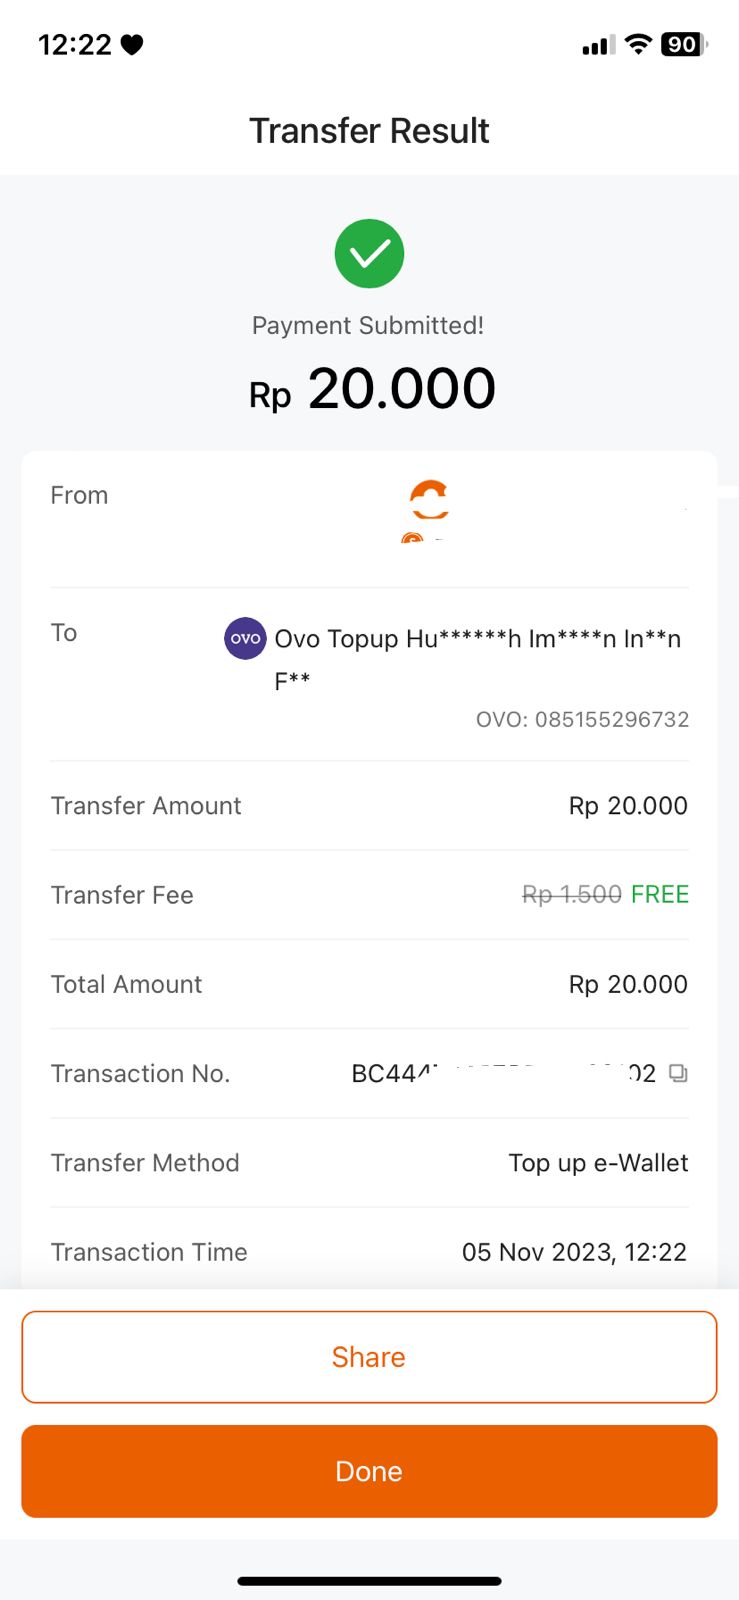 12:22
90
Transfer Result
Payment Submitted!
Rp 20.000
From
To
ovo
Ovo Topup Hu******h Im****n In**n
F**
OVO: 085155296732
Transfer Amount Rp 20.000
Transfer Fee Rp 1.500 FREE
Total Amount Rp 20.000
Transaction No. BC444 02
Transfer Method Top up e-Wallet
Transaction Time 05 Nov 2023, 12:22
Share
Done